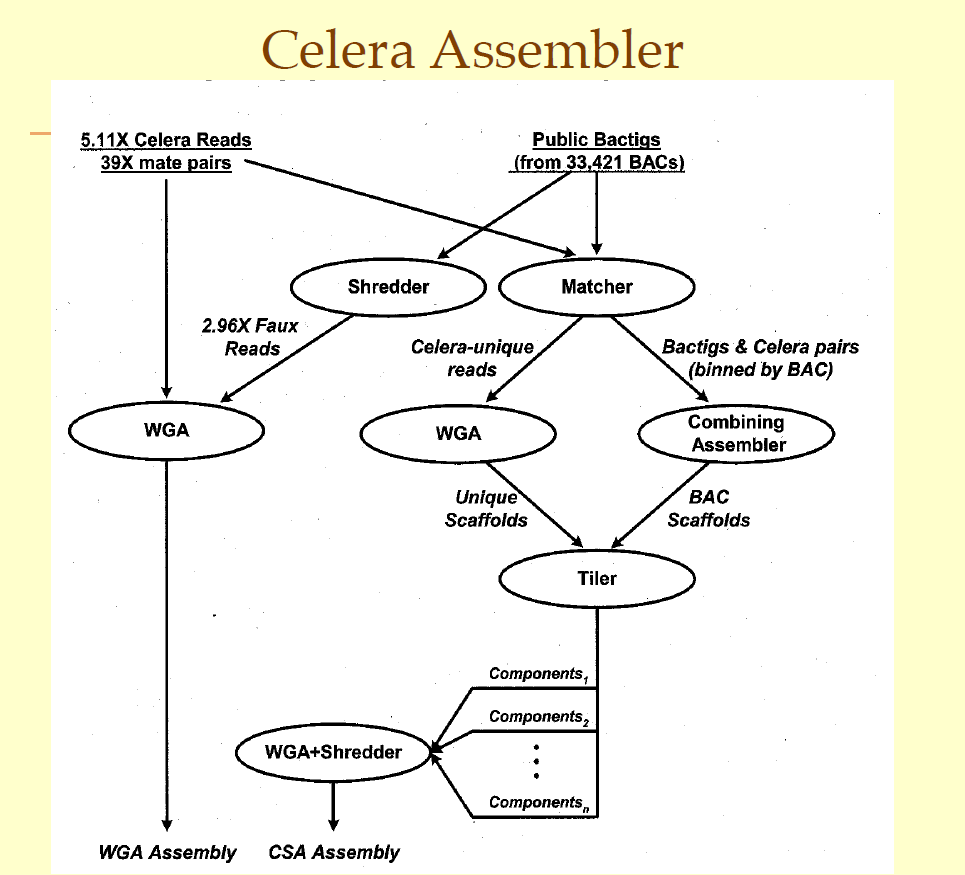 Celera Assembler
5.11X Celera Reads
39X mate pairs
Public Bactigs
(from 33,421 BACs)
Shredder
Matcher
2.96X Faux
Reads
Celera-unique
reads
Bactigs & Celera pairs
(binned by BAC)
WGA
WGA
Combining
Assembler
Unique
Scaffolds
BAC
Scaffolds
Tiler
Components1
Components2
WGA+Shredder
Componentsn
WGA Assembly
CSA Assembly